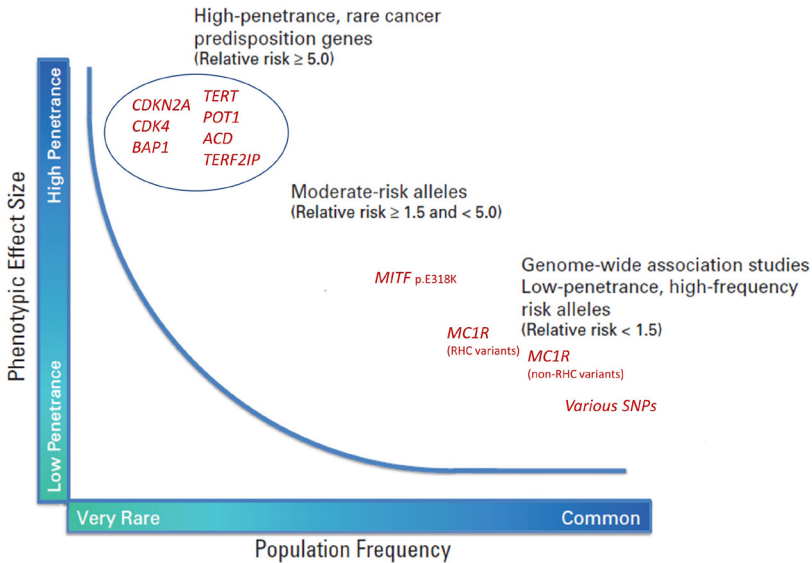 High-penetrance, rare cancer
predisposition genes
(Relative risk ≥ 5.0)
CDKN2A
CDK4
BAP1
TERT
POT1
ACD
TERF2IP
Moderate-risk alleles
(Relative risk ≥ 1.5 and < 5.0)
MITF p.E318K
Genome-wide association studies
Low-penetrance, high-frequency
risk alleles
(Relative risk < 1.5)
MC1R
(RHC variants)
MC1R
(non-RHC variants)
Various SNPs
Phenotypic Effect Size
High Penetrance
Low Penetrance
Very Rare
Common
Population Frequency